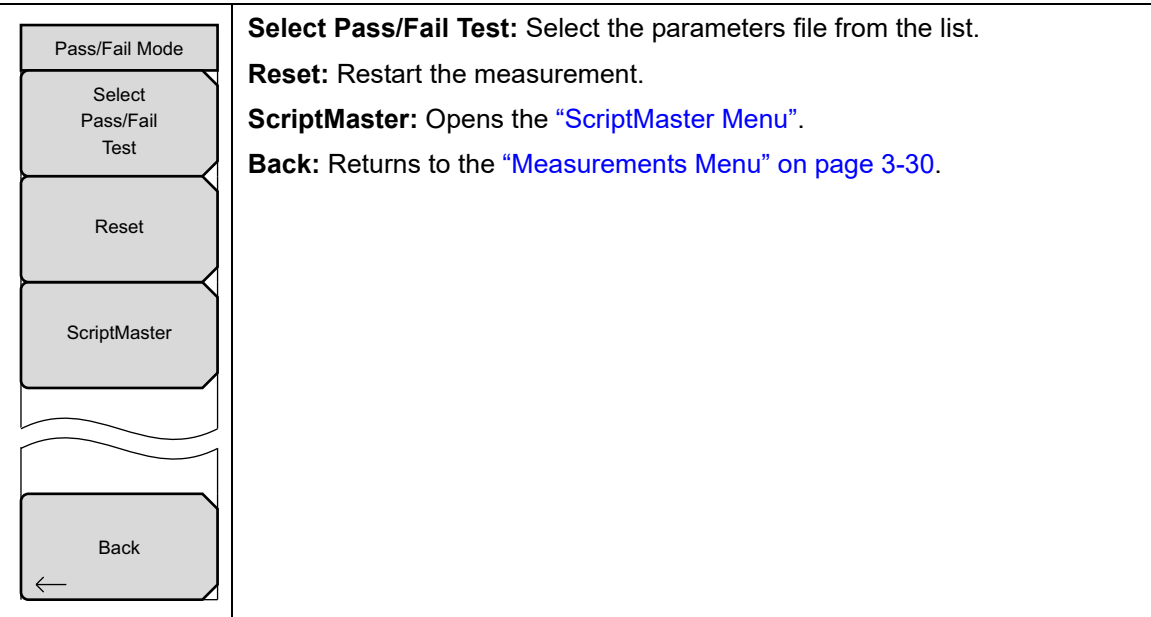 Pass/Fail Mode
Select
Pass/Fail
Test
Reset
ScriptMaster
Back
Select Pass/Fail Test: Select the parameters file from the list.
Reset: Restart the measurement.
ScriptMaster: Opens the “ScriptMaster Menu”.
Back: Returns to the “Measurements Menu” on page 3-30.